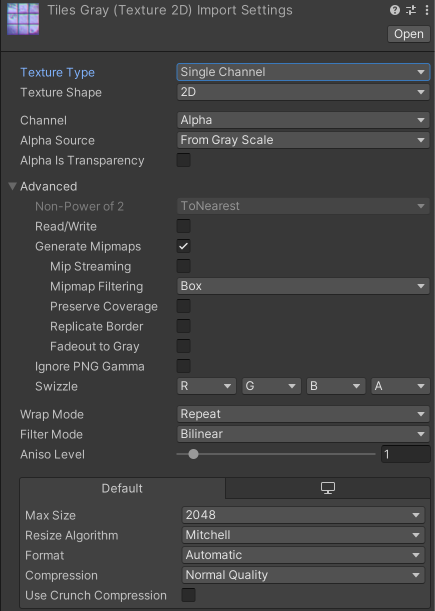 Tiles Gray (Texture 2D) Import Settings
Open
Texture Type Single Channel
Texture Shape 2D
Channel Alpha
Alpha Source From Gray Scale
Alpha Is Transparency
Advanced
Non-Power of 2 ToNearest
Read/Write
Generate Mipmaps
Mip Streaming
Mipmap Filtering Box
Preserve Coverage
Replicate Border
Fadeout to Gray
Ignore PNG Gamma
Swizzle R G B A
Wrap Mode Repeat
Filter Mode Bilinear
Aniso Level 1
Default
Max Size 2048
Resize Algorithm Mitchell
Format Automatic
Compression Normal Quality
Use Crunch Compression